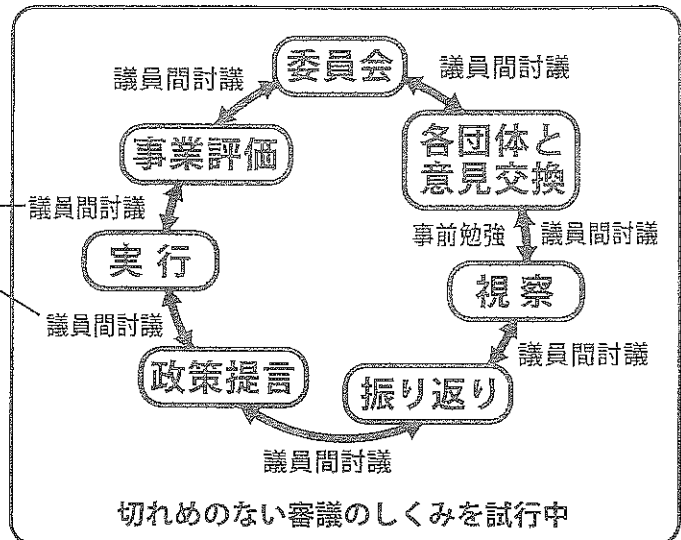 委員会
議員間討議
議員間討議
事業評価
各団体と
意見交換
議員間討議
事前勉強
議員間討議
実行
視察
議員間討議
議員間討議
政策提言
振り返り
議員間討議
切れめのない審議のしくみを試行中